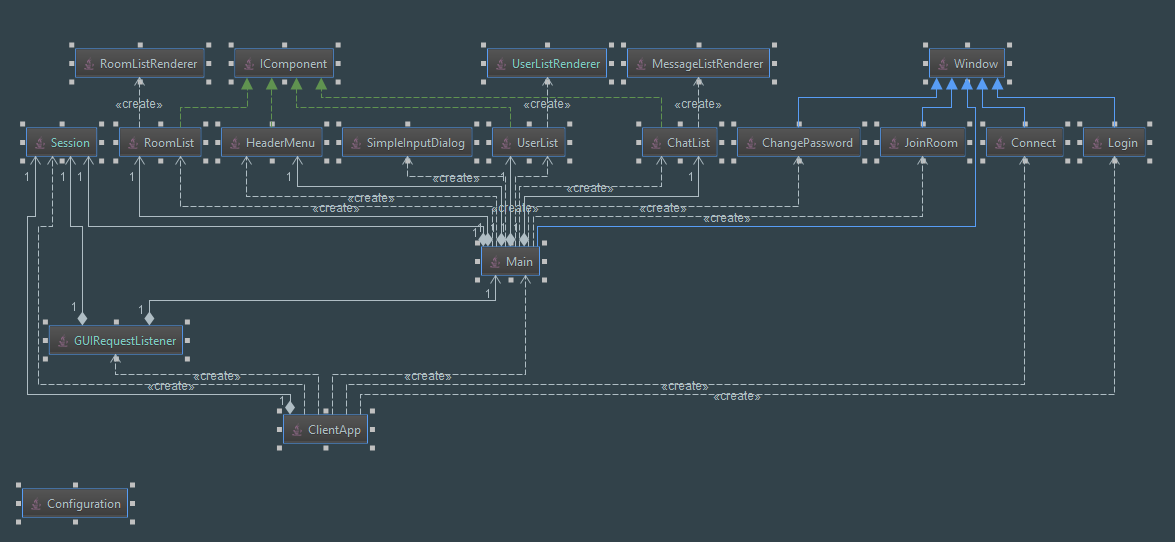 RoomListRenderer
IComponent
UserListRenderer
MessageListRenderer
Window
«create»
«create»
«create»
Session
RoomList
HeaderMenu
SimpleInputDialog
UserList
ChatList
ChangePassword
JoinRoom
Connect
Login
1
1
1
1
1
1
«create»
«create»
«create»
«create»
«create»
«create»
Main
1
1
1
GUIRequestListener
«create»
«create»
«create»
«create»
«create»
1
ClientApp
Configuration